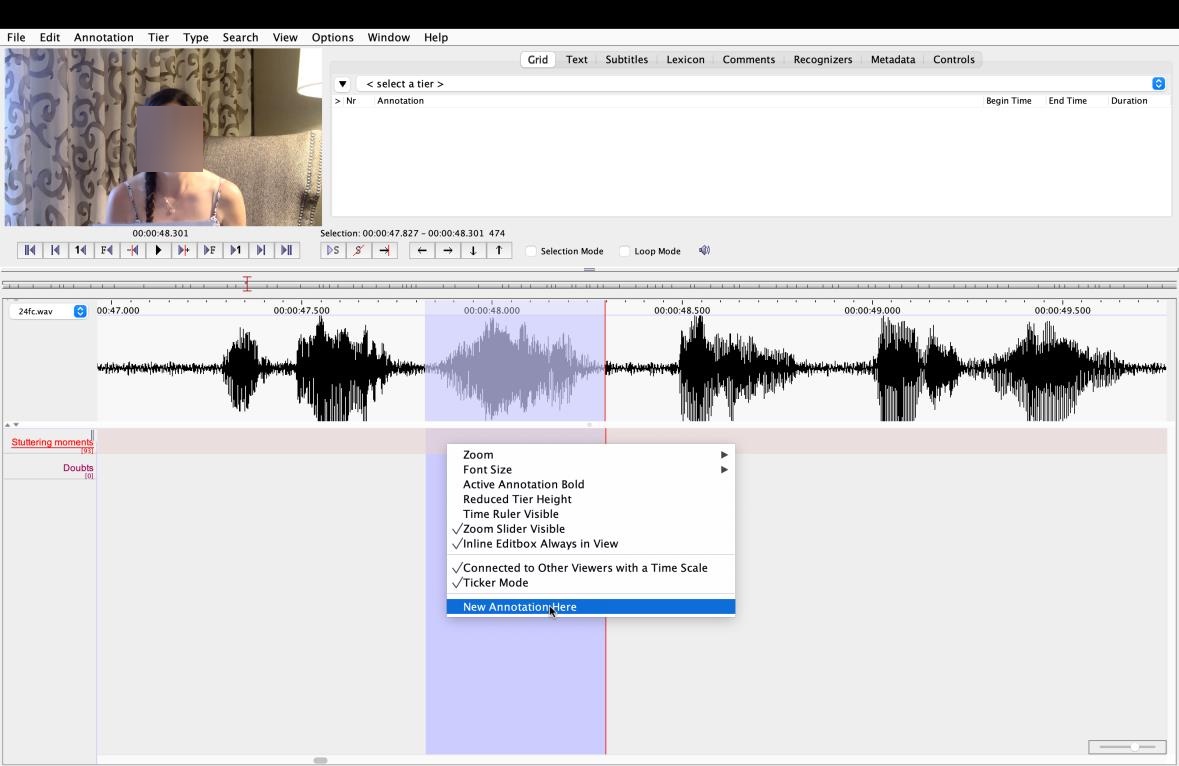 File Edit Annotation Tier Type Search View Options Window Help
Grid Text Subtitles Lexicon Comments Recognizers Metadata Controls
< select a tier >
> Nr Annotation Begin Time End Time Duration
00:00:48.301
Selection: 00:00:47.827 - 00:00:48.301 474
1 F S F 1 S S Selection Mode Loop Mode
24fc.wav
00:47.000 00:00:47.500 00:00:48.000 00:00:48.500 00:00:49.000 00:00:49.500
Stuttering moments
[93]
Doubts
[0]
Zoom
Font Size
Active Annotation Bold
Reduced Tier Height
Time Ruler Visible
Zoom Slider Visible
Inline Editbox Always in View
Connected to Other Viewers with a Time Scale
Ticker Mode
New Annotation Here